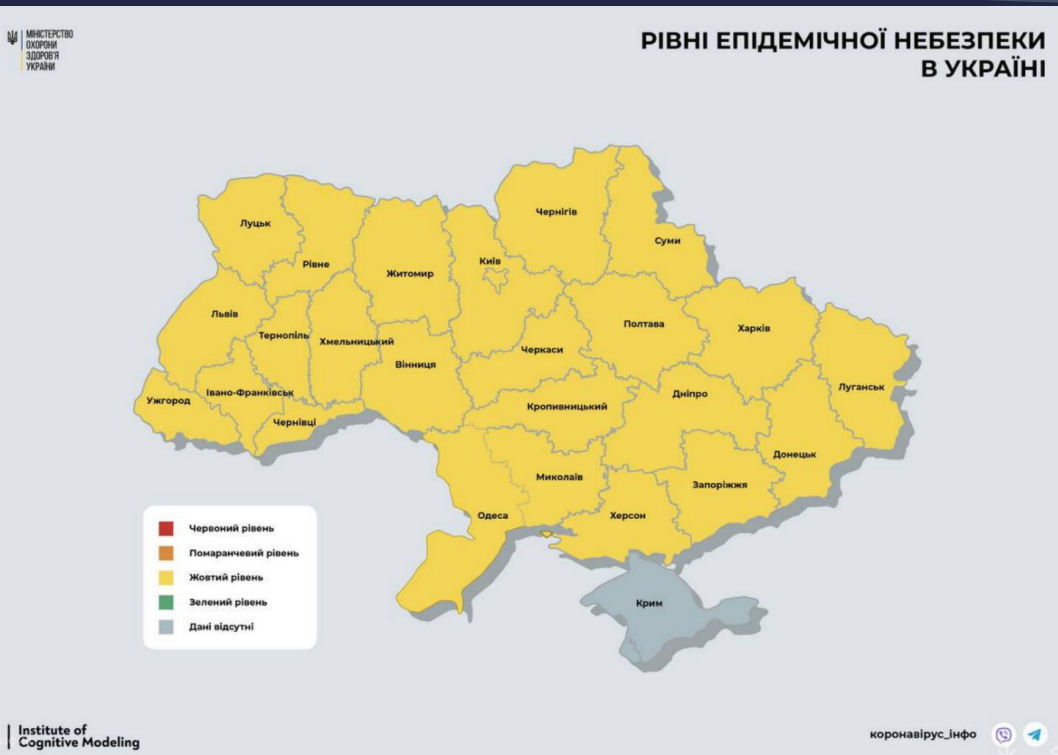 МІНІСТЕРСТВО
ОХОРОНИ
ЗДОРОВ'Я
УКРАЇНИ
РІВНІ ЕПІДЕМІЧНОЇ НЕБЕЗПЕКИ
В УКРАЇНІ
Чернігів
Луцьк
Суми
Київ
Рівне
Житомир
Львів
Полтава
Харків
Тернопіль
Хмельницький
Черкаси
Вінниця
Луганськ
Івано-Франківськ
Дніпро
Ужгород
Кропивницький
Чернівці
Донецьк
Миколаїв
Запоріжжя
Одеса
Херсон
Крим
Червоний рівень
Помаранчевий рівень
Жовтий рівень
Зелений рівень
Дані відсутні
Institute of
Cognitive Modeling
коронавірус_інфо